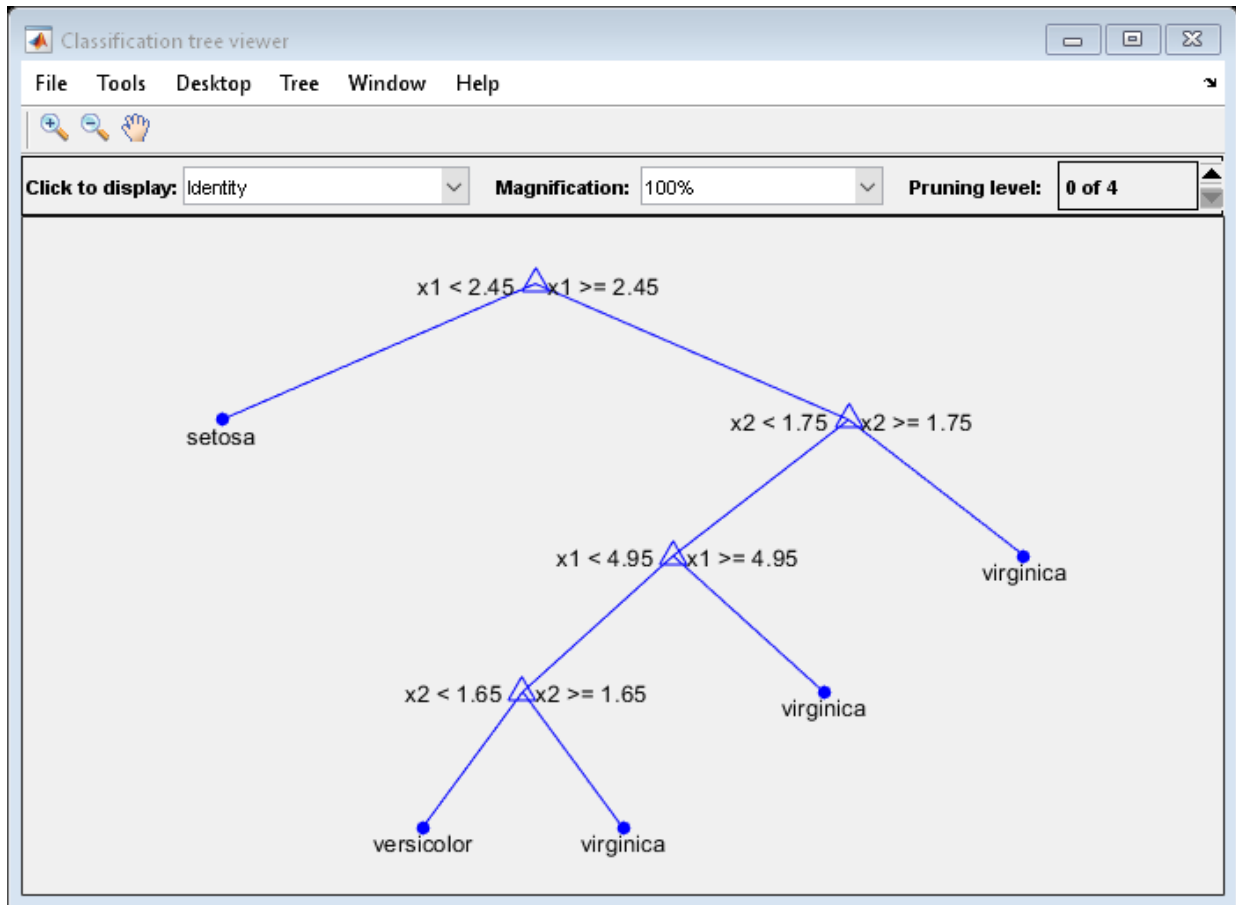 Classification tree viewer
File Tools Desktop Tree Window Help
Click to display: Identity Magnification: 100% Pruning level: 0 of 4
x1 < 2.45 x1 >= 2.45
setosa
x2 < 1.75 x2 >= 1.75
x1 < 4.95 x1 >= 4.95
virginica
x2 < 1.65 x2 >= 1.65
virginica
versicolor virginica